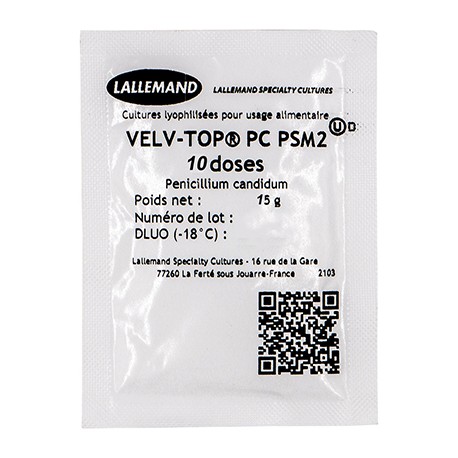 LALLEMAND
LALLEMAND SPECIALTY CULTURES
Cultures lyophilisées pour usage alimentaire
VELV-TOP® PC PSM2 U D
10 doses
Penicillium candidum
Poids net : 15 g
Numéro de lot :
DLUO (-18°C) :
Lallemand Specialty Cultures - 16 rue de la Gare
77260 La Ferté sous Jouarre-France 2103